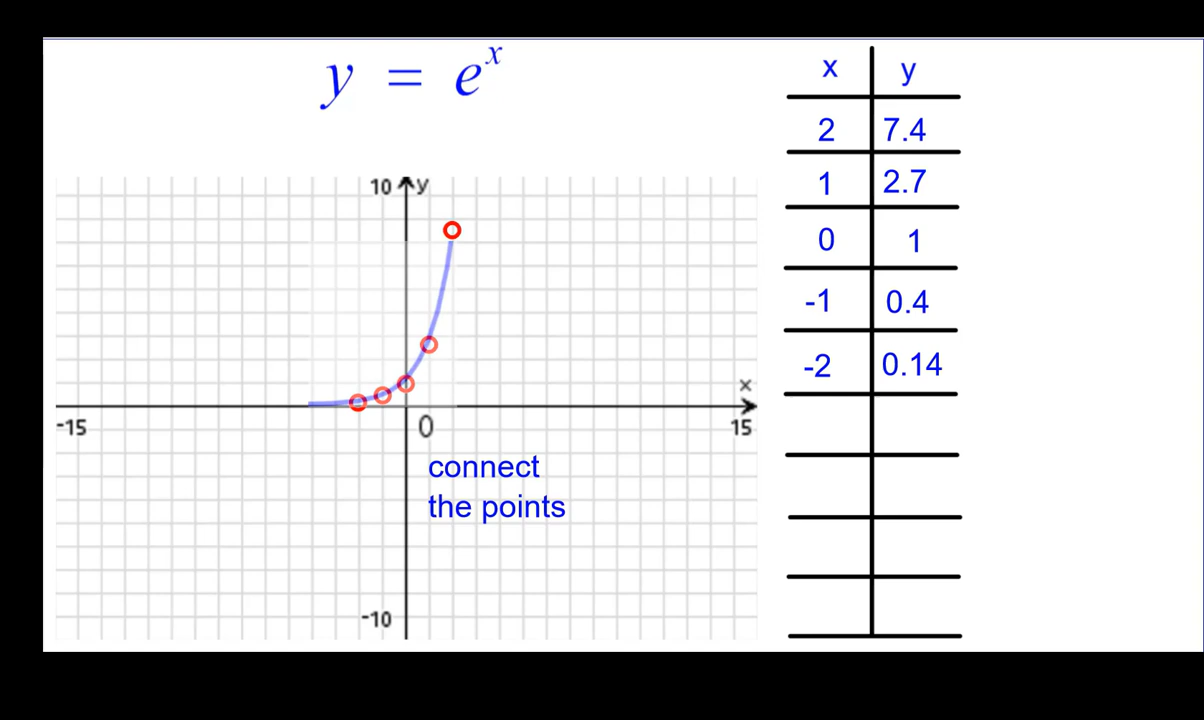 y = e^x
x y
2 7.4
1 2.7
0 1
-1 0.4
-2 0.14
10 y
x
-15 0 15
connect
the points
-10